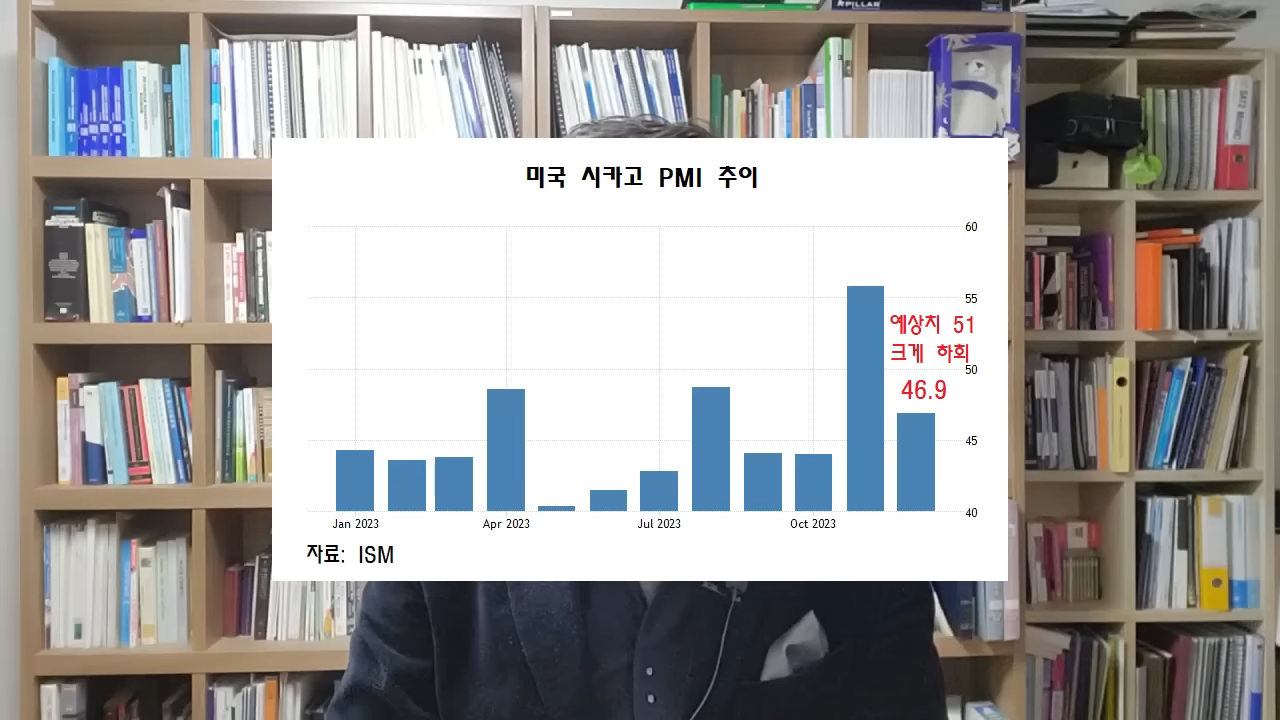 PILLAR
미국 시카고 PMI 추이
60
55
예상치 51
크게 하회
50
46.9
45
40
Jan 2023
Apr 2023
Jul 2023
Oct 2023
자료: ISM